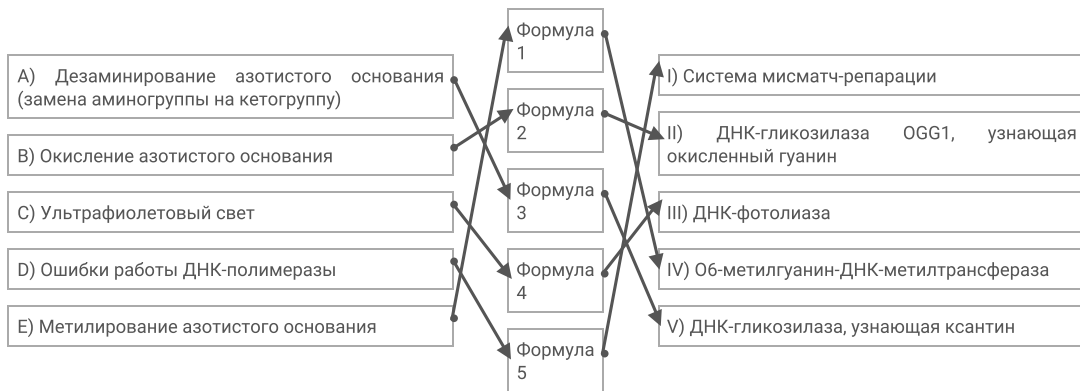 A) Дезаминирование азотистого основания
(замена аминогруппы на кетогруппу)
B) Окисление азотистого основания
C) Ультрафиолетовый свет
D) Ошибки работы ДНК-полимеразы
E) Метилирование азотистого основания
Формула
1
Формула
2
Формула
3
Формула
4
Формула
5
I) Система мисматч-репарации
II) ДНК-гликозилаза OGG1, узнающая
окисленный гуанин
III) ДНК-фотолиаза
IV) О6-метилгуанин-ДНК-метилтрансфераза
V) ДНК-гликозилаза, узнающая ксантин